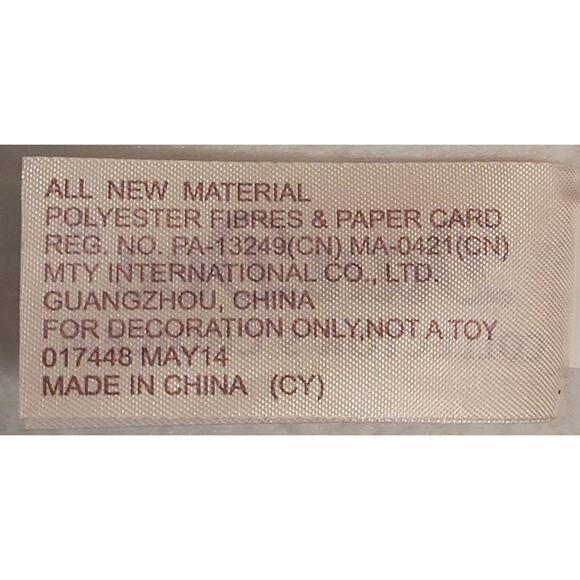 ALL NEW MATERIAL
POLYESTER FIBRES & PAPER CARD
REG. NO. PA-13249(CN) MA-0421(CN)
MTY INTERNATIONAL CO., LTD.
GUANGZHOU, CHINA
FOR DECORATION ONLY,NOT A TOY
017448 MAY14
MADE IN CHINA (CY)